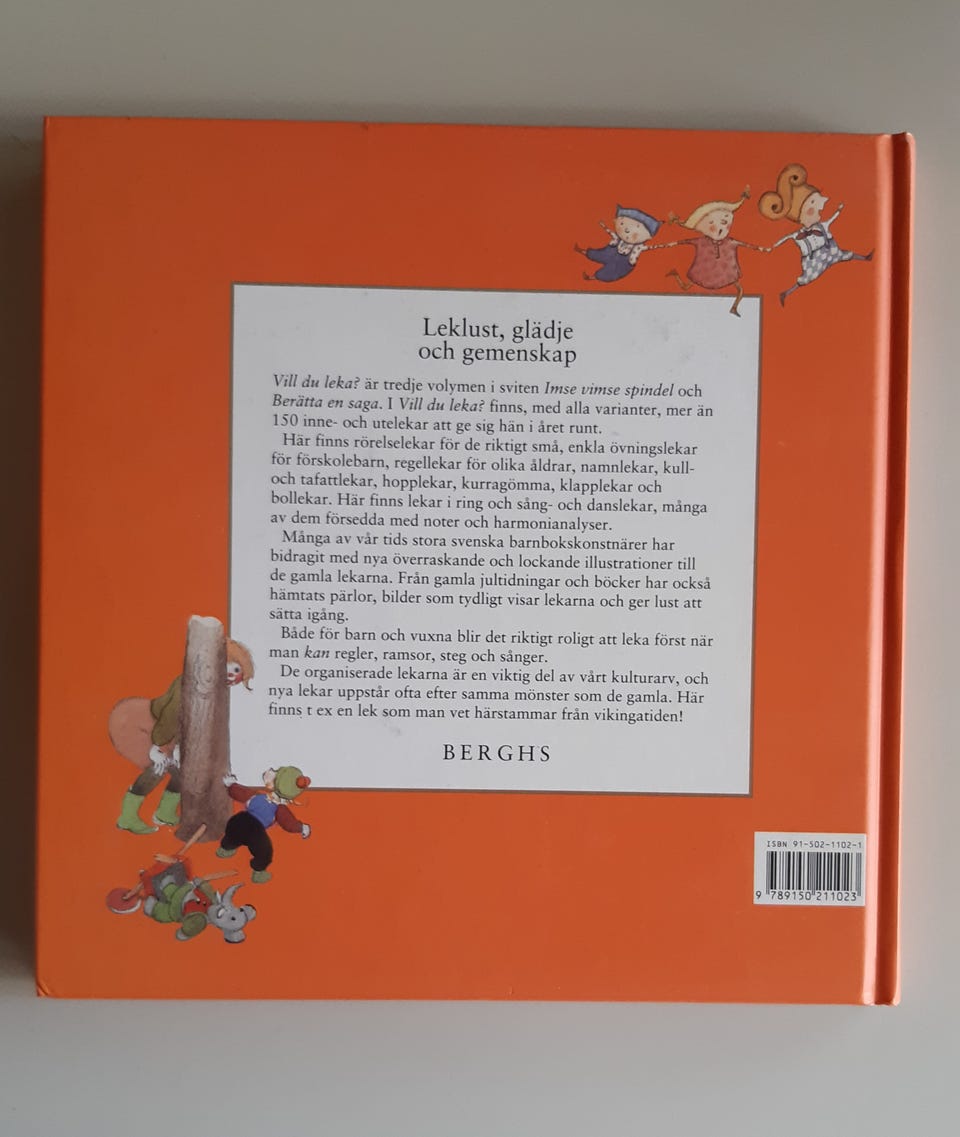 Leklust, glädje
och gemenskap
Vill du leka? är tredje volymen i sviten Imse vimse spindel och
Berätta en saga. I Vill du leka? finns, med alla varianter, mer än
150 inne- och utelekar att ge sig hän i året runt.
Här finns rörelselekar för de riktigt små, enkla övningslekar
för förskolebarn, regellekar för olika åldrar, namnlekar, kull-
och tafattlekar, hopplekar, kurragömma, klapplekar och
bollekar. Här finns lekar i ring och sång- och danslekar, många
av dem försedda med noter och harmonianalyser.
Många av vår tids stora svenska barnbokskonstnärer har
bidragit med nya överraskande och lockande illustrationer till
de gamla lekarna. Från gamla jultidningar och böcker har också
hämtats pärlor, bilder som tydligt visar lekarna och ger lust att
sätta igång.
Både för barn och vuxna blir det riktigt roligt att leka först när
man kan regler, ramsor, steg och sånger.
De organiserade lekarna är en viktig del av vårt kulturarv, och
nya lekar uppstår ofta efter samma mönster som de gamla. Här
finns t ex en lek som man vet härstammar från vikingatiden!
BERGHS
ISBN 91-502-1102-1
9 789150 211023